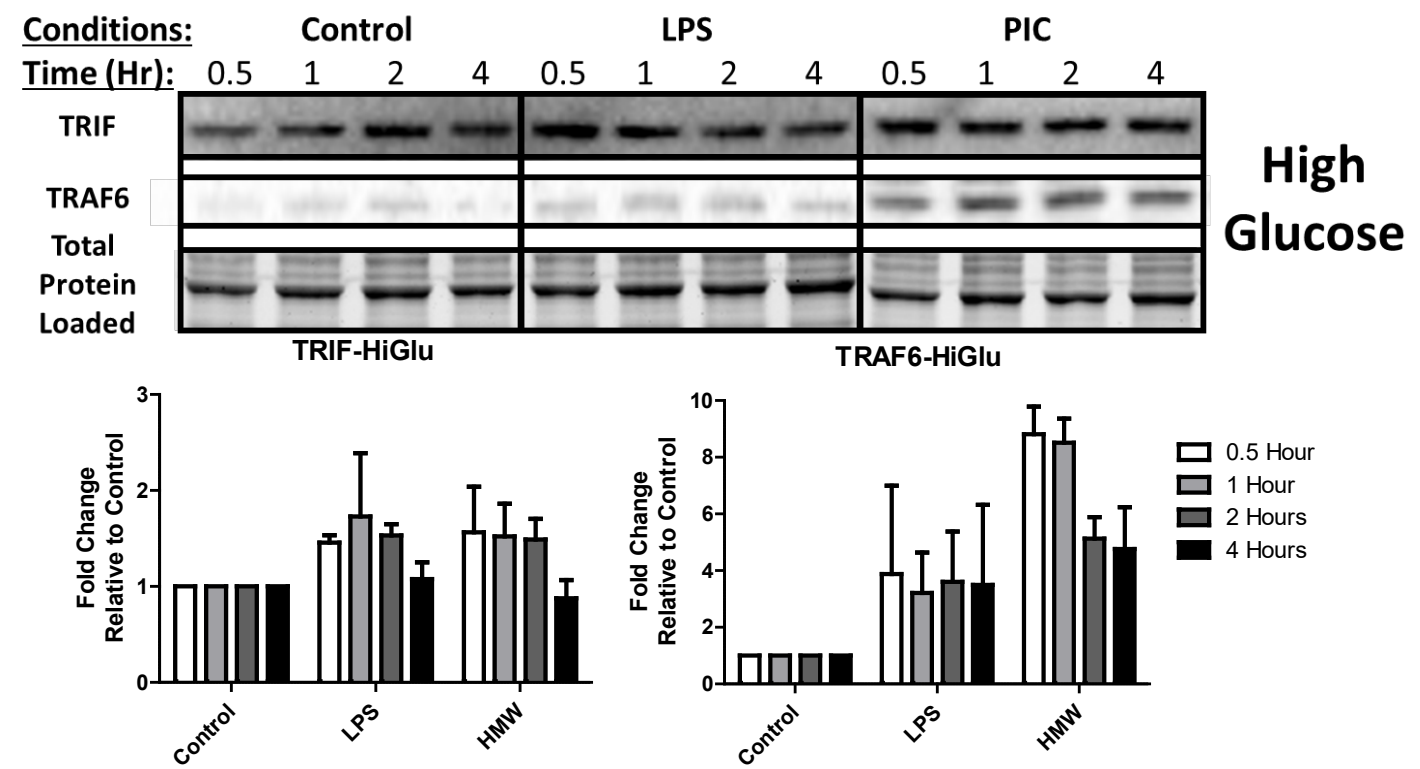 Conditions: Control LPS PIC
Time (Hr): 0.5 1 2 4 0.5 1 2 4 0.5 1 2 4
TRIF
TRAF6
Total
Protein
Loaded
High
Glucose
TRIF-HiGlu
Fold Change
Relative to Control
3
2
1
0
Control LPS HMW
TRAF6-HiGlu
Fold Change
Relative to Control
10
8
6
4
2
0
Control LPS HMW
0.5 Hour
1 Hour
2 Hours
4 Hours